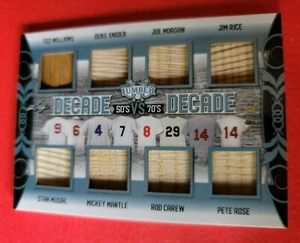 TED WILLIAMS DUKE SNIDER JOE MORGAN JIM RICE
LUMBER
DECADE 50'S VS 70'S DECADE
9 6 4 7 8 29 14 14
STAN MUSIAL MICKEY MANTLE ROD CAREW PETE ROSE